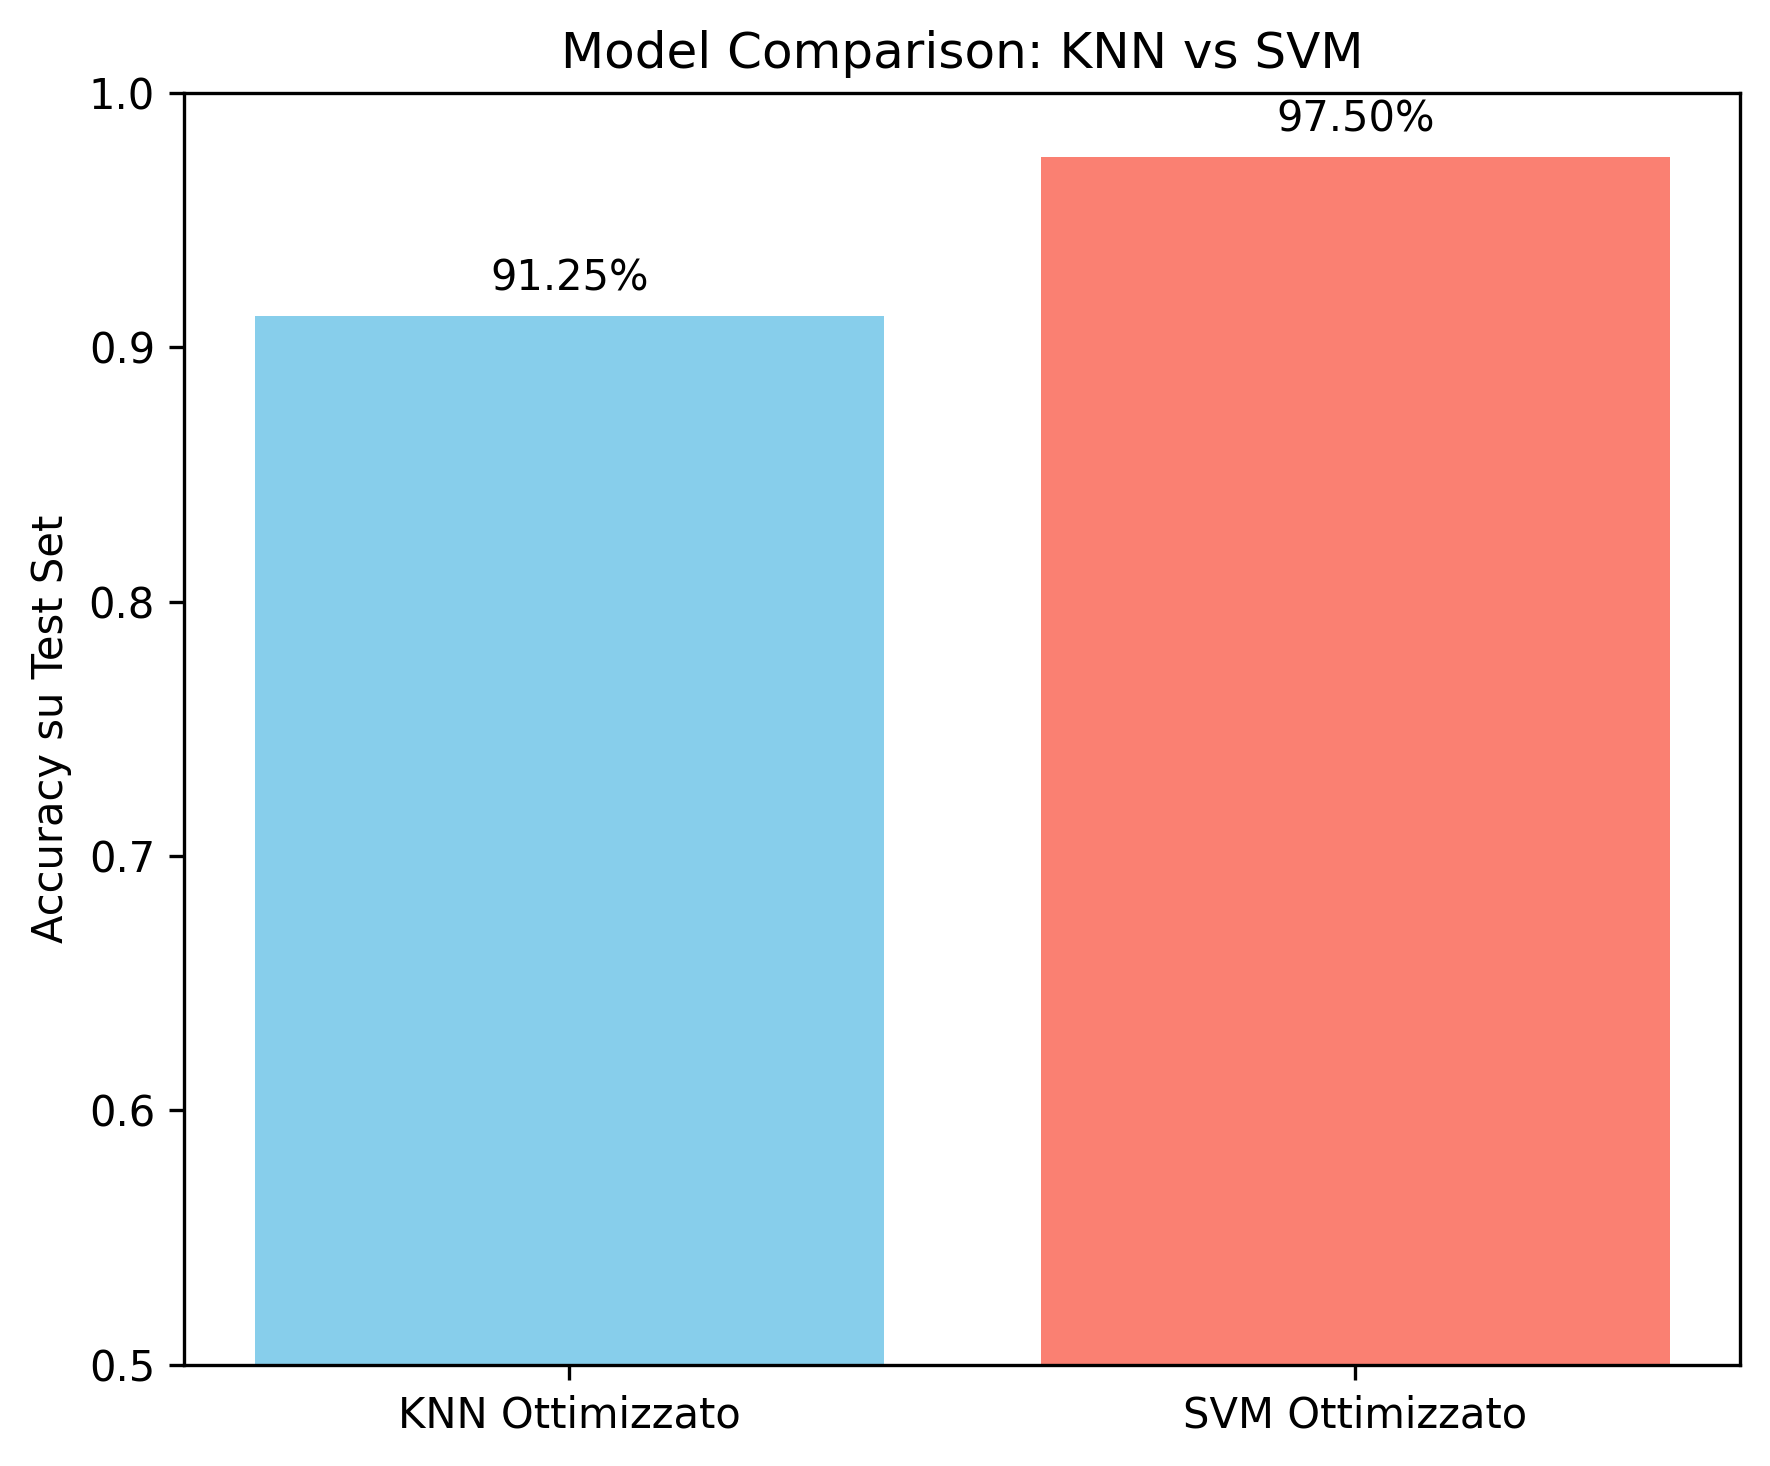 Model Comparison: KNN vs SVM
1.0
0.9
0.8
0.7
0.6
0.5
Accuracy su Test Set
91.25%
97.50%
KNN Ottimizzato
SVM Ottimizzato